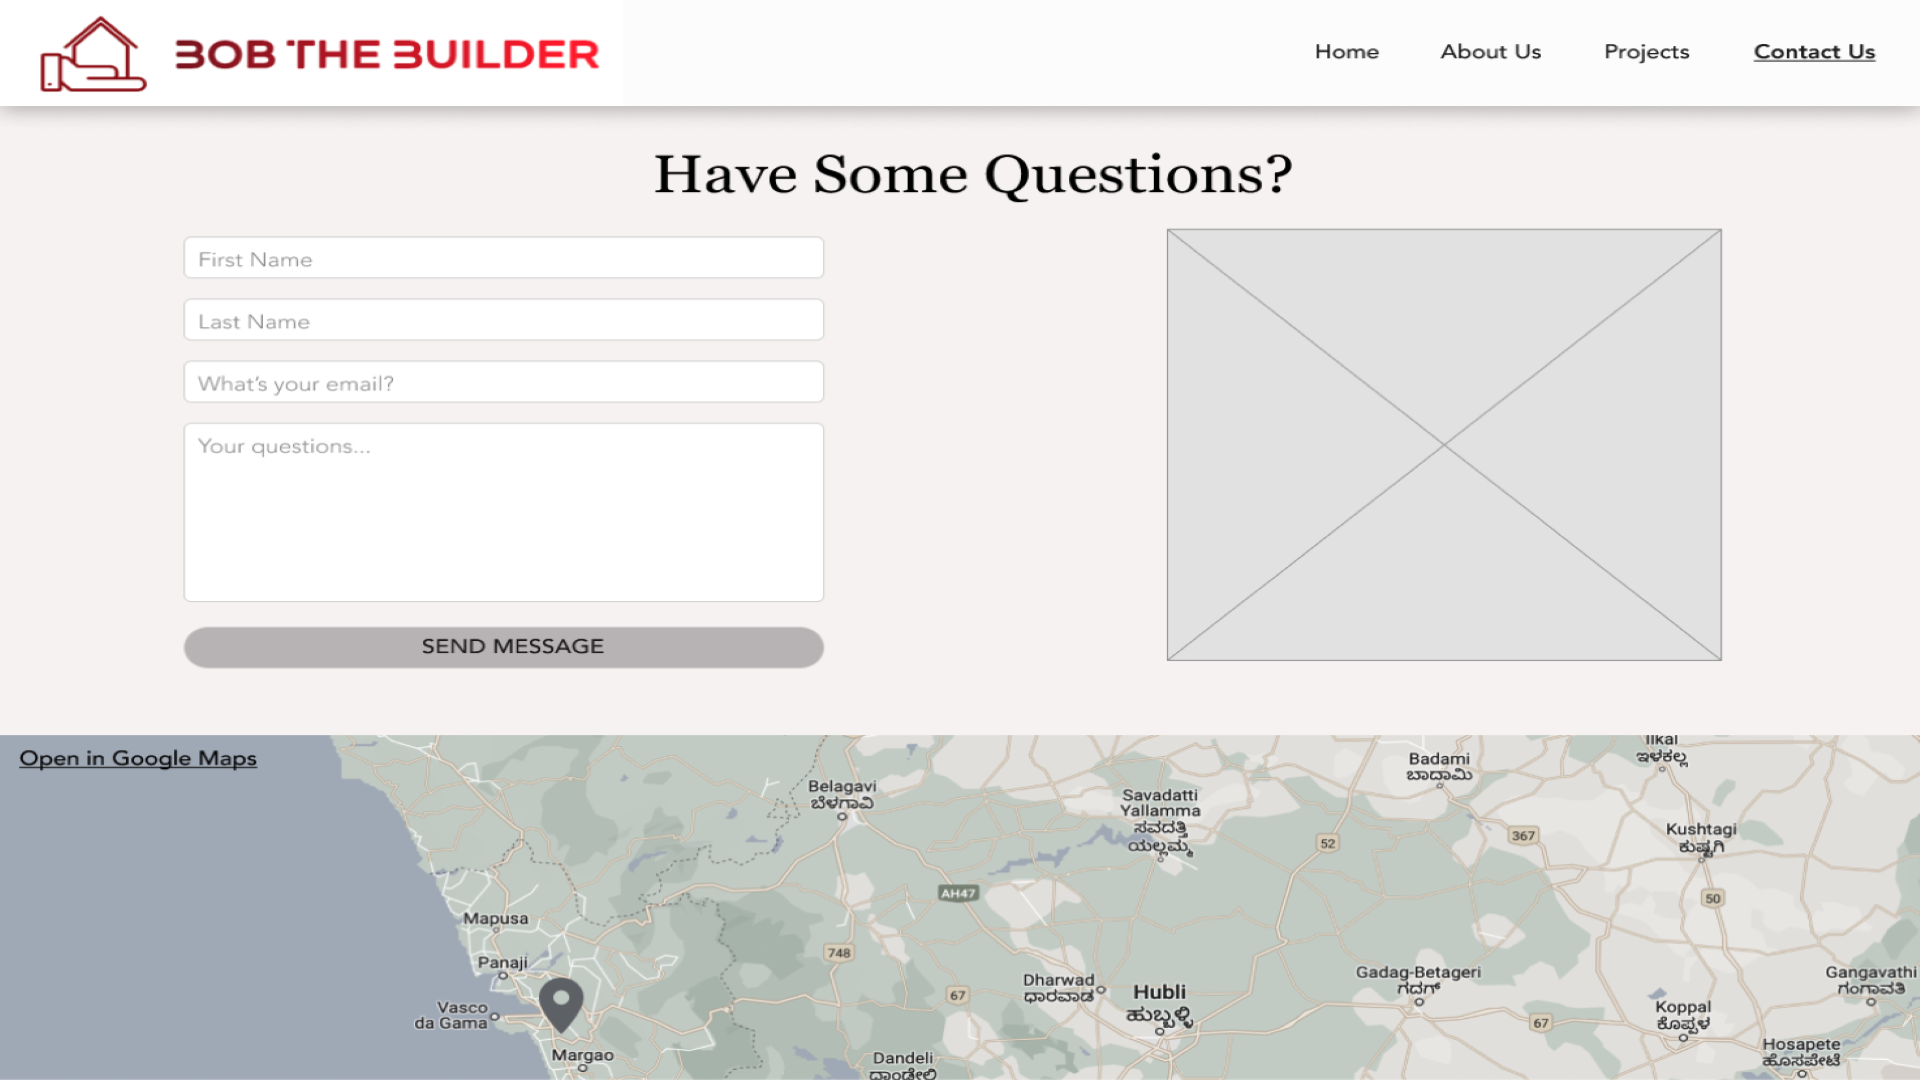 BOB THE BUILDER
Home About Us Projects Contact Us
Have Some Questions?
First Name
Last Name
What's your email?
Your questions...
SEND MESSAGE
Open in Google Maps
Ilkal
ಇಳಕಲ್ಲ
Badami
ಬಾದಾಮಿ
Belagavi
ಬೆಳಗಾವಿ
Savadatti
Yallamma
ಸವದತ್ತಿ
ಯಲ್ಲಮ್ಮ
Kushtagi
ಕುಷ್ಟಗಿ
367
52
AH47
50
Mapusa
748
Panaji
Dharwad
ಧಾರವಾಡ
Hubli
ಹುಬ್ಬಳ್ಳಿ
67
Gadag-Betageri
ಗದಗ್
Gangavathi
ಗಂಗಾವತಿ
Vasco
da Gama
Koppal
ಕೊಪ್ಪಳ
67
Margao
Dandeli
ದಾಂಡೇಲಿ
Hosapete
ಹೊಸಪೇಟೆ